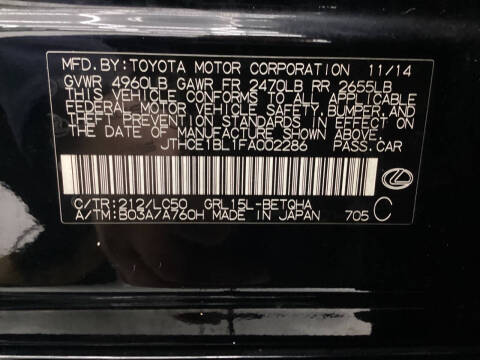 MFD.BY:TOYOTA MOTOR CORPORATION 11/14
GVWR 4960LB GAWR FR 2470LB RR 2655LB
THIS VEHICLE CONFORMS TO ALL APPLICABLE
FEDERAL MOTOR VEHICLE SAFETY, BUMPER, AND
THEFT PREVENTION STANDARDS IN EFFECT ON
THE DATE OF MANUFACTURE SHOWN ABOVE.
JTHCE1BL1FA002286 PASS.CAR
C/TR:212/LC50 GRL15L-BETQHA
A/TM:B03A/A760H MADE IN JAPAN 705 C